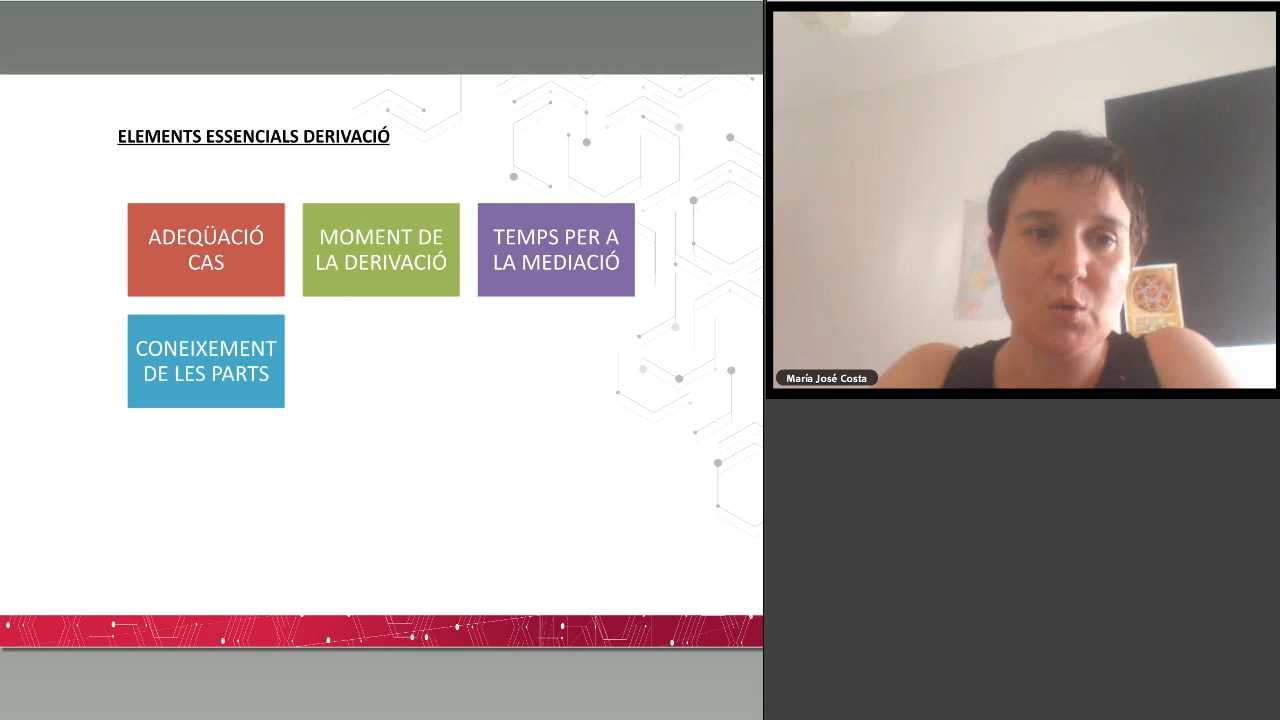 ELEMENTS ESSENCIALS DERIVACIÓ
ADEQÜACIÓ
CAS
MOMENT DE
LA DERIVACIÓ
TEMPS PER A
LA MEDIACIÓ
CONEIXEMENT
DE LES PARTS
María José Costa